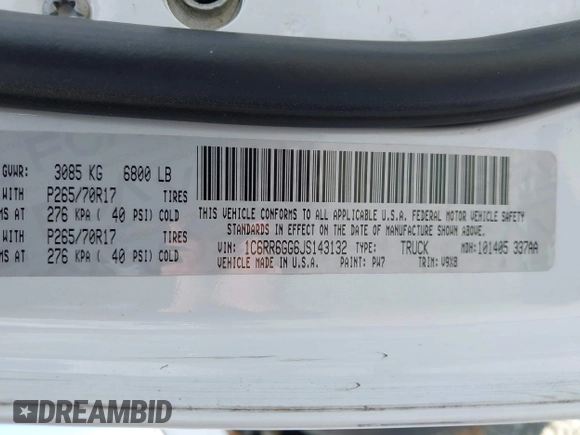 GVWR: 3085 KG 6800 LB
WITH P265/70R17 TIRES
MS AT 276 KPA ( 40 PSI) COLD
WITH P265/70R17 TIRES
MS AT 276 KPA ( 40 PSI) COLD
THIS VEHICLE CONFORMS TO ALL APPLICABLE U.S.A. FEDERAL MOTOR VEHICLE SAFETY
STANDARDS IN EFFECT ON THE DATE OF MANUFACTURE SHOWN ABOVE.
VIN: 1C6RR6GG6JS143132 TYPE: TRUCK MDH: 101405 337AA
VEHICLE MADE IN U.S.A. PAINT: PW7 TRIM: V9X8
DREAMBID